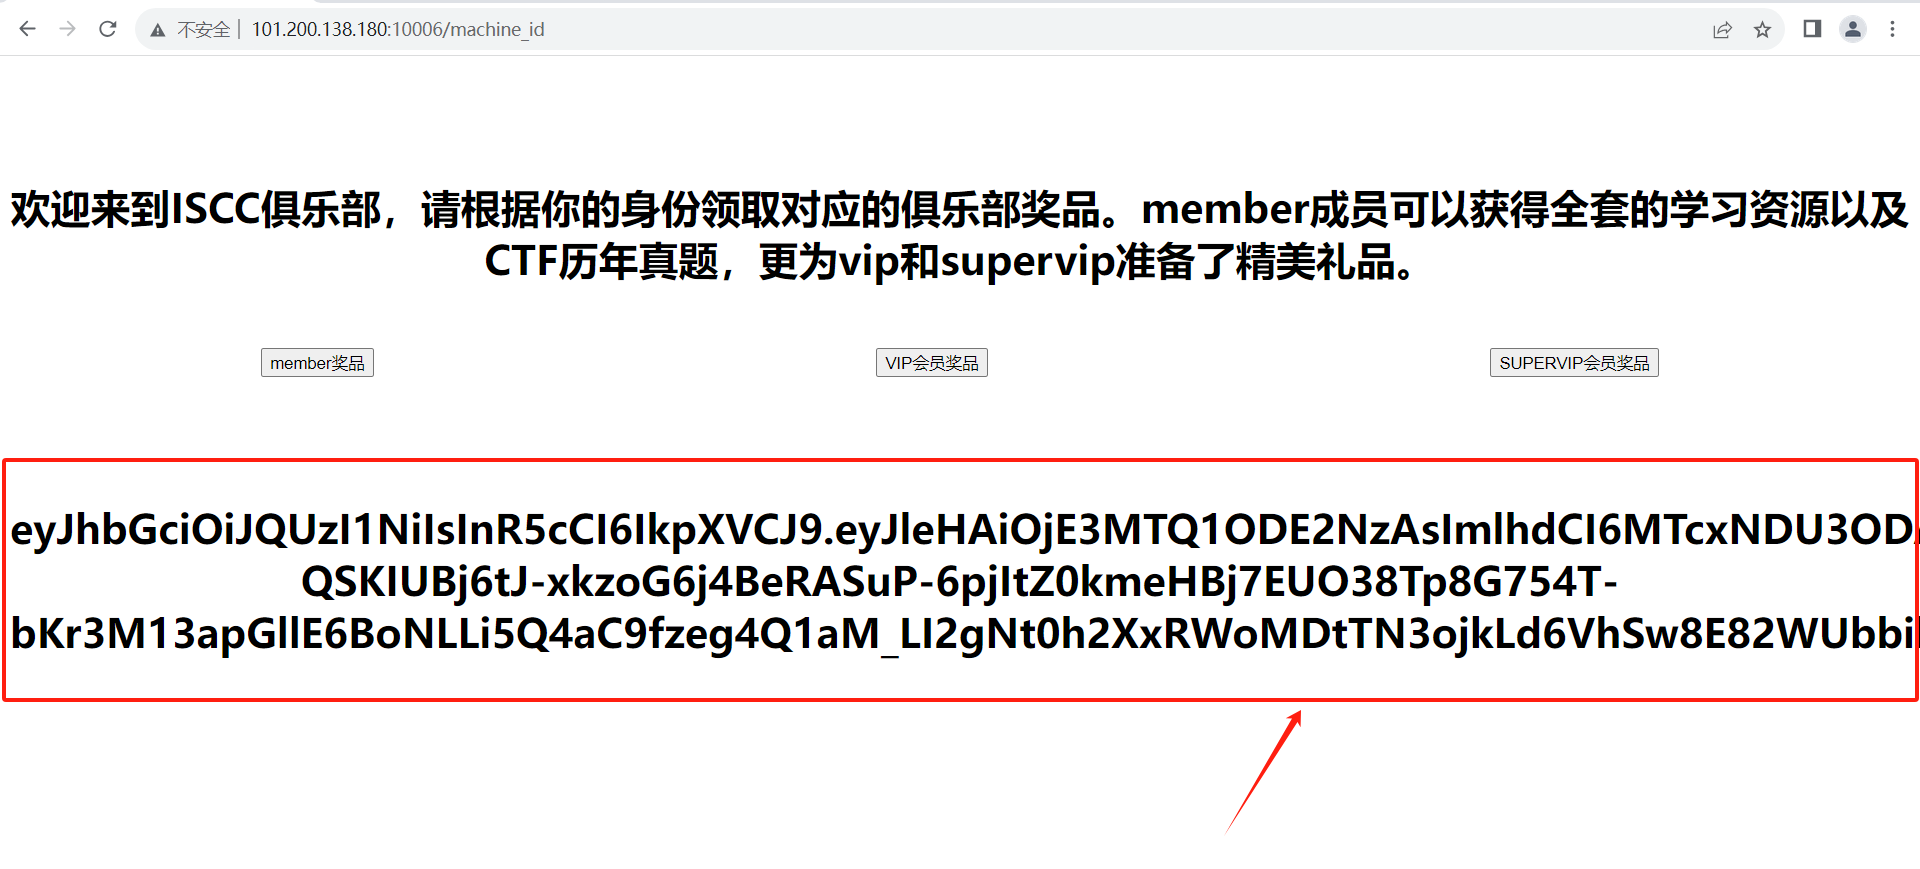 不安全 | 101.200.138.180:10006/machine_id
欢迎来到ISCC俱乐部，请根据你的身份领取对应的俱乐部奖品。member成员可以获得全套的学习资源以及
CTF历年真题，更为vip和supervip准备了精美礼品。
member奖品 VIP会员奖品 SUPERVIP会员奖品
eyJhbGciOiJQUzI1NiIsInR5cCI6IkpXVCJ9.eyJleHAiOjE3MTQ1ODE2NzAsImlhdCI6MTcxNDU3OD
QSKIUBj6tJ-xkzoG6j4BeRASuP-6pjItZ0kmeHBj7EUO38Tp8G754T-
bKr3M13apGllE6BoNLLi5Q4aC9fzeg4Q1aM_LI2gNt0h2XxRWoMDtTN3ojkLd6VhSw8E82WUbbi